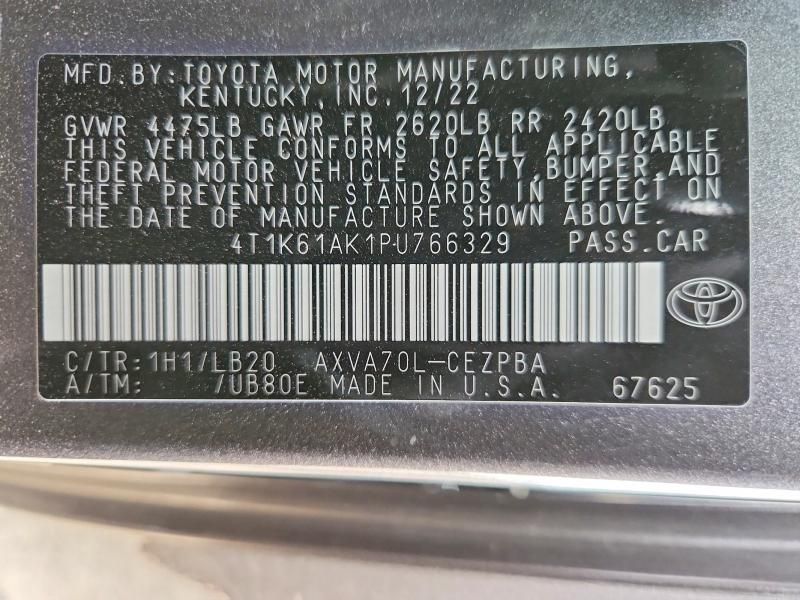 MFD.BY:TOYOTA MOTOR MANUFACTURING,
KENTUCKY,INC.12/22
GVWR 4475LB GAWR FR 2620LB RR 2420LB
THIS VEHICLE CONFORMS TO ALL APPLICABLE
FEDERAL MOTOR VEHICLE SAFETY,BUMPER,AND
THEFT PREVENTION STANDARDS IN EFFECT ON
THE DATE OF MANUFACTURE SHOWN ABOVE.
4T1K61AK1PU766329 PASS.CAR
C/TR:1H1/LB20 AXVA70L-CEZPBA
A/TM: /UB80E MADE IN U.S.A. 67625